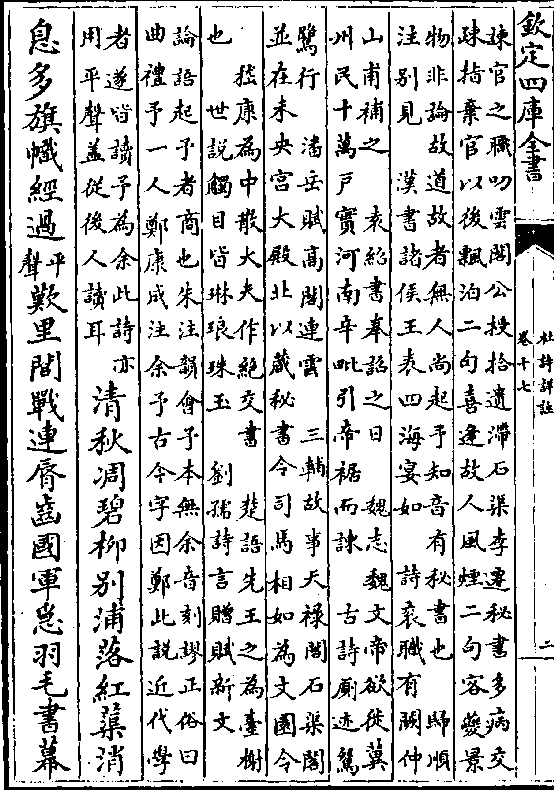 欽定四庫全書
杜詩詳註
卷十七
二
諫官之職叨雲閣公授拾遺滯石渠李遷秘書多病交
踈指棄官以後飄泊二句喜逢故人風煙二句客夔景
物非論故道故者無人尚起予知音有秘書也 歸順
注别見 漢書諸侯王表四海宴如 詩衮職有闕仲
山甫補之 袁紹書奉詔之日 魏志魏文帝欲徙冀
州民十萬户實河南辛毗引帝裾而諫 古詩厠迹鴛
鷺行 潘岳賦高閣連雲 三輔故事天禄閣石渠閣
並在未央宮大殿北以藏秘書令司馬相如為文園令
嵇康為中散大夫作絶交書 楚語先王之為臺榭
也 世說觸目皆琳琅珠玉 劉孺詩言贈賦新文
論語起予者商也朱注韻會予本無余音刻謬正俗曰
曲禮予一人鄭康成注余予古今字因鄭此說近代學
者遂皆讀予為余此詩亦
用平聲蓋從後人讀耳
清秋凋碧柳别浦落紅蕖消
息多旗幟經過平聲歎里閭戰連脣齒國軍急羽毛書幕